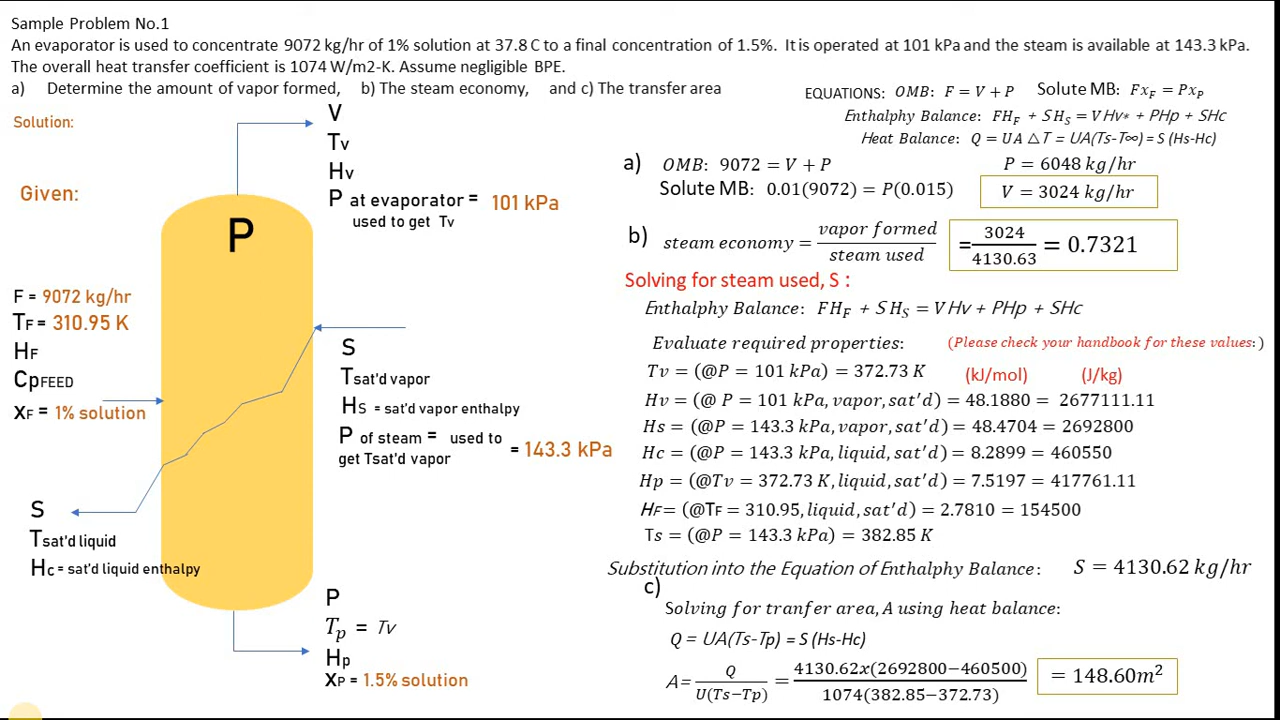 Sample Problem No.1
An evaporator is used to concentrate 9072 kg/hr of 1% solution at 37.8 C to a final concentration of 1.5%. It is operated at 101 kPa and the steam is available at 143.3 kPa.
The overall heat transfer coefficient is 1074 W/m2-K. Assume negligible BPE.
a) Determine the amount of vapor formed, b) The steam economy, and c) The transfer area
Solution:
Given:
V
Tv
Hv
P at evaporator = 101 kPa
used to get Tv
P
F = 9072 kg/hr
TF = 310.95 K
HF
CpFEED
XF = 1% solution
S
Tsat'd vapor
Hs = sat'd vapor enthalpy
P of steam = used to
get Tsat'd vapor
= 143.3 kPa
S
Tsat'd liquid
Hc = sat'd liquid enthalpy
P
Tp = Tv
Hp
XP = 1.5% solution
EQUATIONS: OMB: F = V + P Solute MB: FxF = PxP
Enthalphy Balance: FHF + SHS = VHv* + PHp + SHc
Heat Balance: Q = UA △T = UA(Ts-T∞) = S (Hs-Hc)
a) OMB: 9072 = V + P P = 6048 kg/hr
Solute MB: 0.01(9072) = P(0.015) V = 3024 kg/hr
b) steam economy = vapor formed / steam used = 3024 / 4130.63 = 0.7321
Solving for steam used, S :
Enthalphy Balance: FHF + SHS = VHv + PHp + SHc
Evaluate required properties: (Please check your handbook for these values:)
Tv = (@P = 101 kPa) = 372.73 K (kJ/mol) (J/kg)
Hv = (@ P = 101 kPa, vapor, sat'd) = 48.1880 = 2677111.11
Hs = (@P = 143.3 kPa, vapor, sat'd) = 48.4704 = 2692800
Hc = (@P = 143.3 kPa, liquid, sat'd) = 8.2899 = 460550
Hp = (@Tv = 372.73 K, liquid, sat'd) = 7.5197 = 417761.11
HF = (@TF = 310.95, liquid, sat'd) = 2.7810 = 154500
Ts = (@P = 143.3 kPa) = 382.85 K
Substitution into the Equation of Enthalphy Balance: S = 4130.62 kg/hr
c)
Solving for tranfer area, A using heat balance:
Q = UA(Ts-Tp) = S (Hs-Hc)
A= Q / U(Ts−Tp) = 4130.62x(2692800−460500) / 1074(382.85−372.73) = 148.60m²